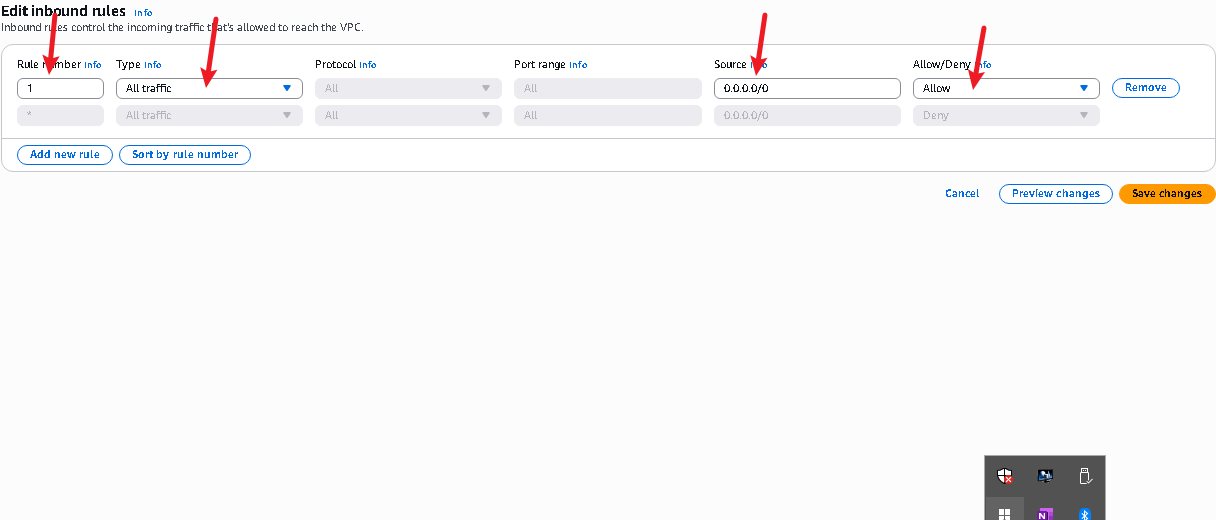 Edit inbound rules Info
Inbound rules control the incoming traffic that's allowed to reach the VPC.
Rule number Info Type Info Protocol Info Port range Info Source Info Allow/Deny Info
1 All traffic All All 0.0.0.0/0 Allow Remove
* All traffic All All 0.0.0.0/0 Deny
Add new rule Sort by rule number
Cancel Preview changes Save changes
N